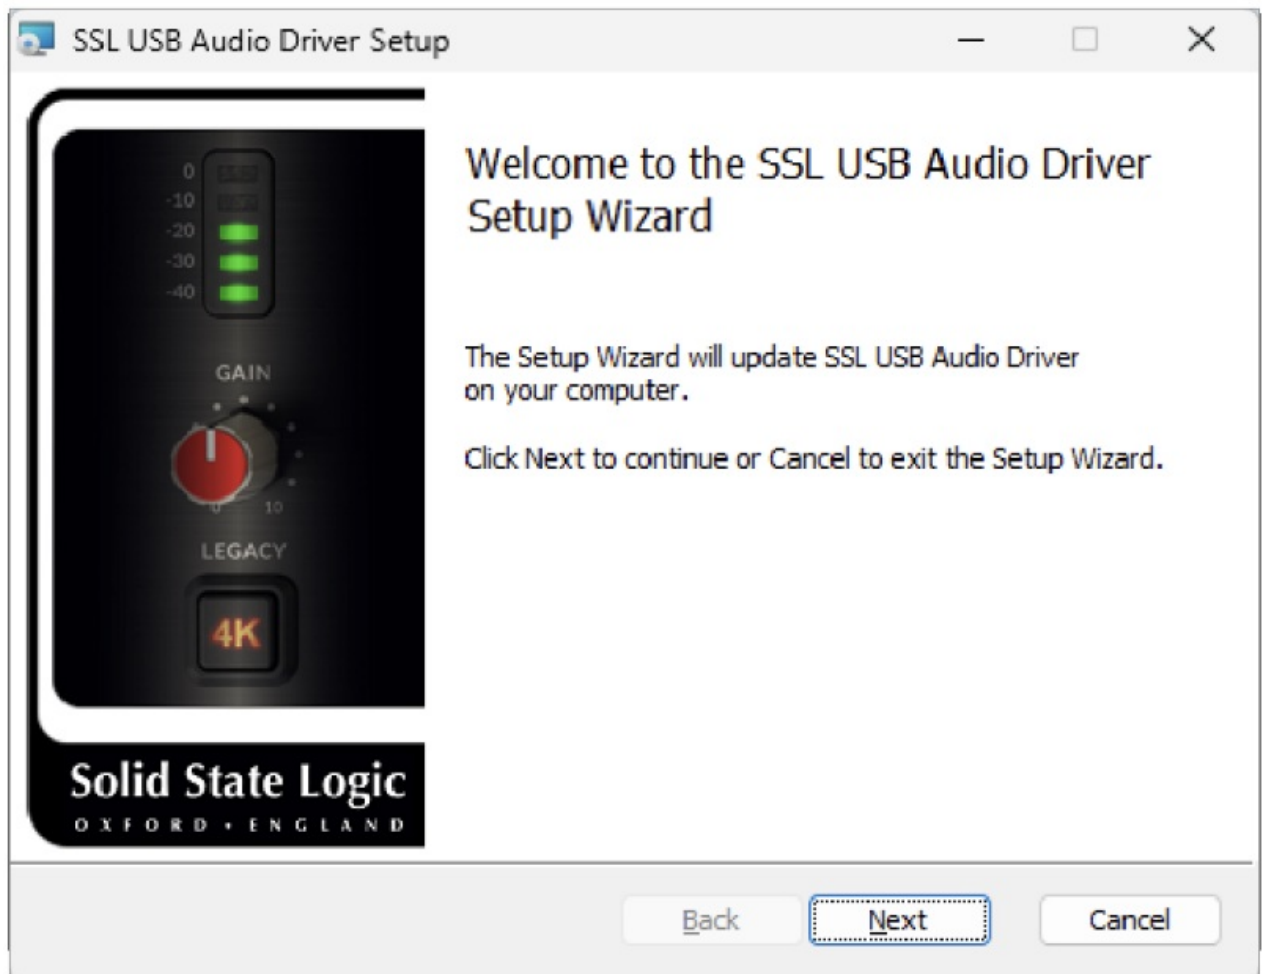 SSL USB Audio Driver Setup
0
-10
-20
-30
-40
GAIN
0 10
LEGACY
4K
Solid State Logic
OXFORD • ENGLAND
Welcome to the SSL USB Audio Driver
Setup Wizard
The Setup Wizard will update SSL USB Audio Driver
on your computer.
Click Next to continue or Cancel to exit the Setup Wizard.
Back Next Cancel